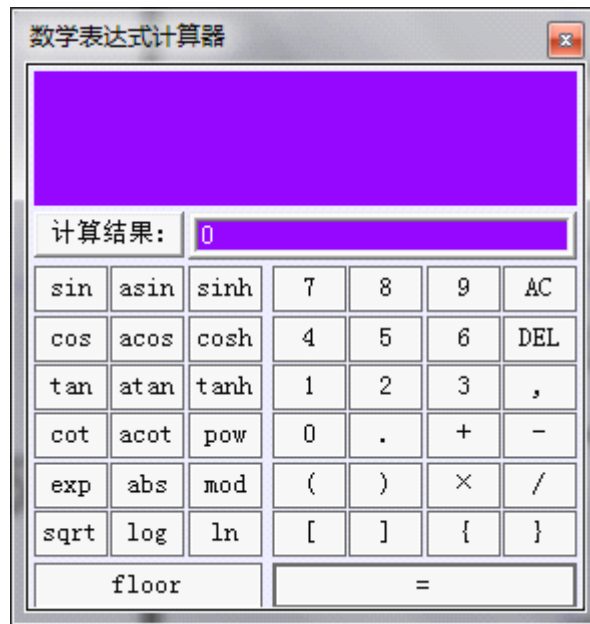 数学表达式计算器
计算结果: 0
sin asin sinh 7 8 9 AC
cos acos cosh 4 5 6 DEL
tan atan tanh 1 2 3 ,
cot acot pow 0 . + -
exp abs mod ( ) × /
sqrt log ln [ ] { }
floor =